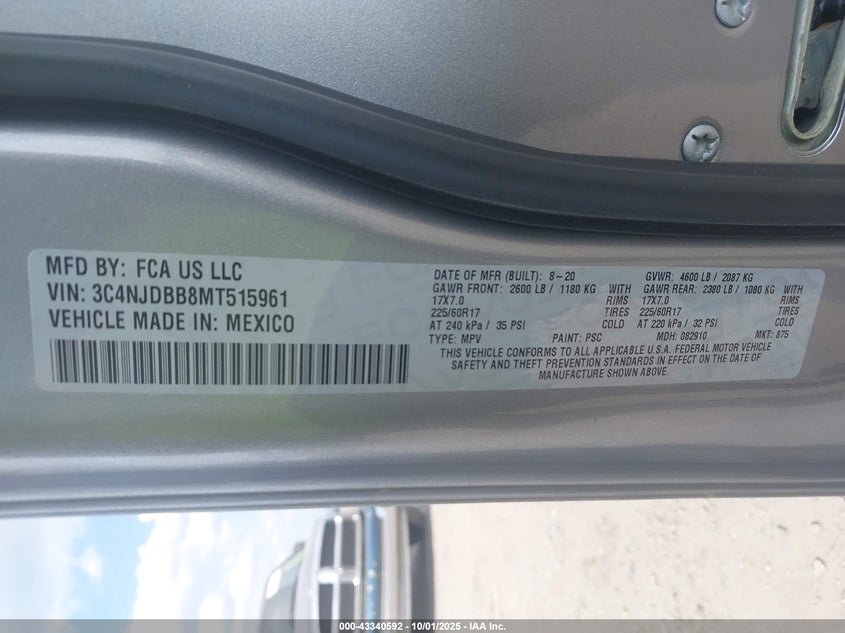 MFD BY: FCA US LLC
VIN: 3C4NJDBB8MT515961
VEHICLE MADE IN: MEXICO
DATE OF MFR (BUILT): 8-20 GVWR: 4600 LB / 2087 KG
GAWR FRONT: 2600 LB / 1180 KG WITH GAWR REAR: 2380 LB / 1080 KG WITH
17X7.0 RIMS 17X7.0 RIMS
225/60R17 TIRES 225/60R17 TIRES
AT 240 kPa / 35 PSI COLD AT 220 kPa / 32 PSI COLD
TYPE: MPV PAINT: PSC MDH: 082910 MKT: 875
THIS VEHICLE CONFORMS TO ALL APPLICABLE U.S.A. FEDERAL MOTOR VEHICLE
SAFETY AND THEFT PREVENTION STANDARDS IN EFFECT ON THE DATE OF
MANUFACTURE SHOWN ABOVE.
000-43340592 - 10/01/2025 - IAA Inc.